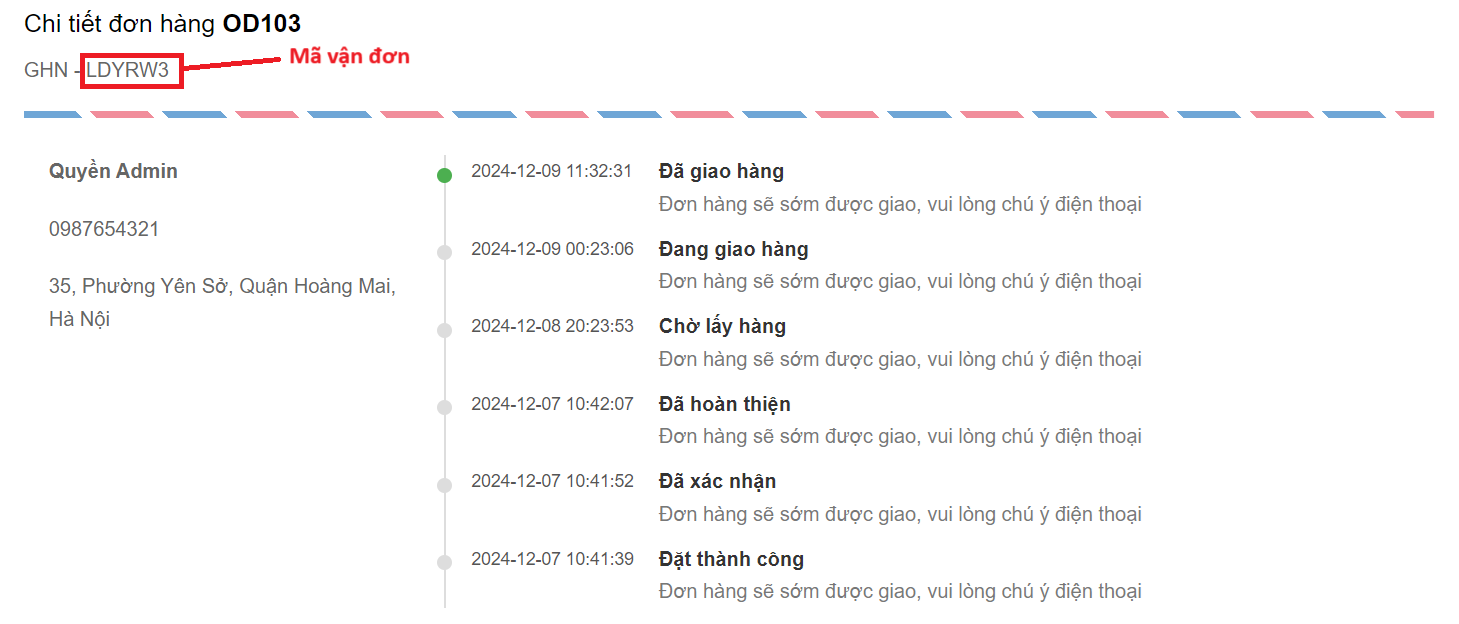 Chi tiết đơn hàng OD103
GHN - LDYRW3
Mã vận đơn
Quyền Admin
0987654321
35, Phường Yên Sở, Quận Hoàng Mai,
Hà Nội
2024-12-09 11:32:31 Đã giao hàng
Đơn hàng sẽ sớm được giao, vui lòng chú ý điện thoại
2024-12-09 00:23:06 Đang giao hàng
Đơn hàng sẽ sớm được giao, vui lòng chú ý điện thoại
2024-12-08 20:23:53 Chờ lấy hàng
Đơn hàng sẽ sớm được giao, vui lòng chú ý điện thoại
2024-12-07 10:42:07 Đã hoàn thiện
Đơn hàng sẽ sớm được giao, vui lòng chú ý điện thoại
2024-12-07 10:41:52 Đã xác nhận
Đơn hàng sẽ sớm được giao, vui lòng chú ý điện thoại
2024-12-07 10:41:39 Đặt thành công
Đơn hàng sẽ sớm được giao, vui lòng chú ý điện thoại